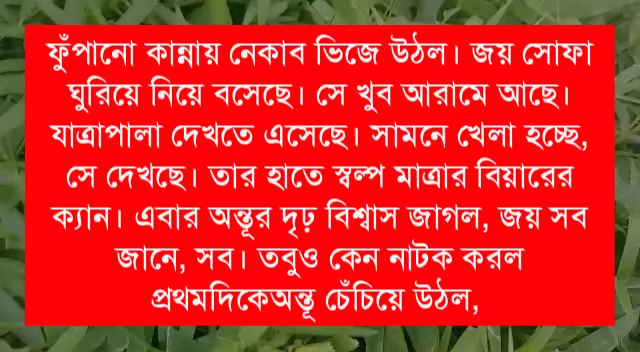 ফুঁপানো কান্নায় নেকাব ভিজে উঠল। জয় সোফা
ঘুরিয়ে নিয়ে বসেছে। সে খুব আরামে আছে।
যাত্রাপালা দেখতে এসেছে। সামনে খেলা হচ্ছে,
সে দেখছে। তার হাতে স্বল্প মাত্রার বিয়ারের
ক্যান। এবার অন্তূর দৃঢ় বিশ্বাস জাগল, জয় সব
জানে, সব। তবুও কেন নাটক করল
প্রথমদিকেঅন্তূ চেঁচিয়ে উঠল,